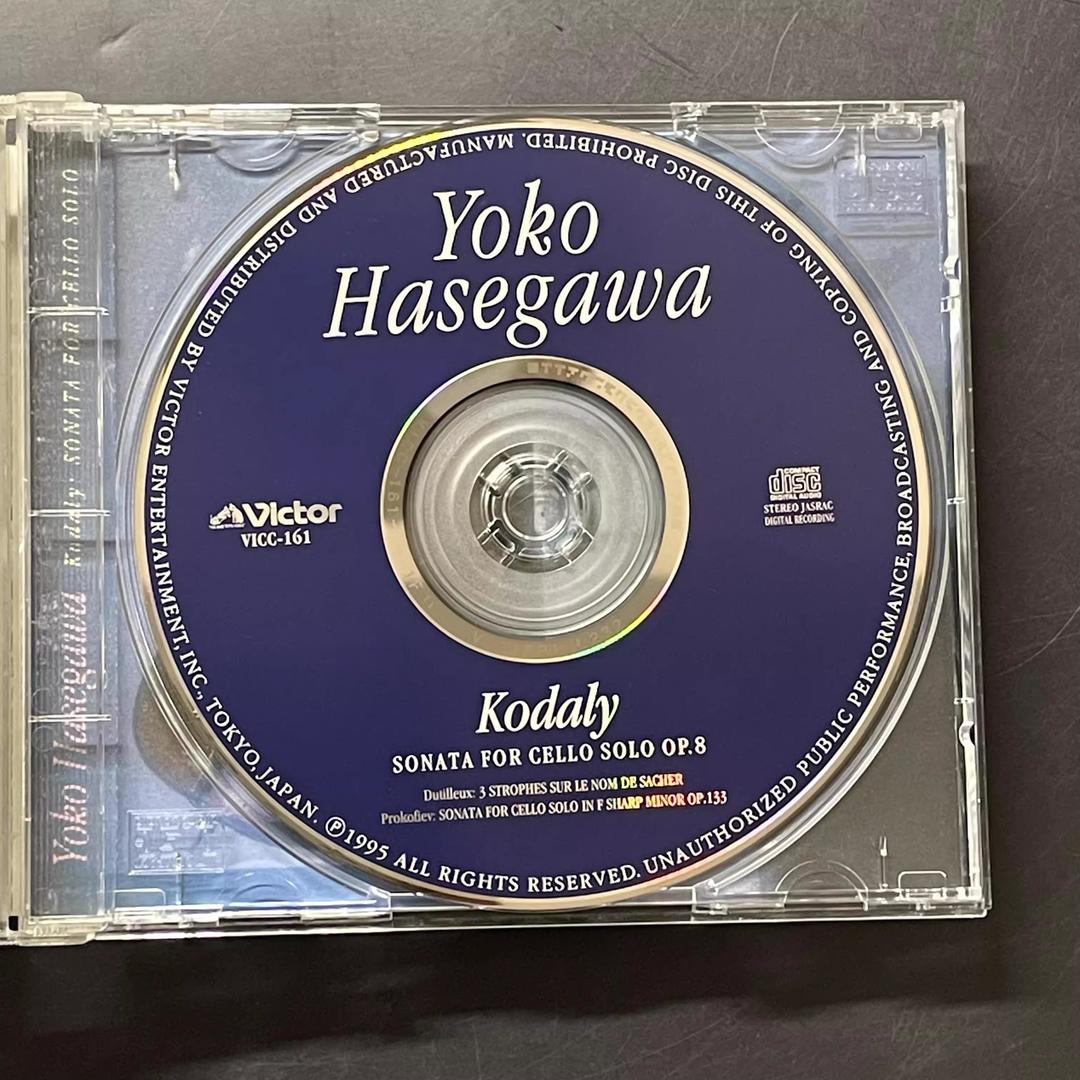 Yoko
Hasegawa
Victor
VICC-161
COMPACT
disc
DIGITAL AUDIO
STEREO JASRAC
DIGITAL RECORDING
Kodaly
SONATA FOR CELLO SOLO OP.8
Dutilleux: 3 STROPHES SUR LE NOM DE SACHER
Prokofiev: SONATA FOR CELLO SOLO IN F SHARP MINOR OP.133
MANUFACTURED AND DISTRIBUTED BY VICTOR ENTERTAINMENT, INC., TOKYO, JAPAN. ℗1995 ALL RIGHTS RESERVED. UNAUTHORIZED PUBLIC PERFORMANCE, BROADCASTING AND COPYING OF THIS DISC PROHIBITED.
Yoko Hasegawa Kodaly SONATA FOR CELLO SOLO